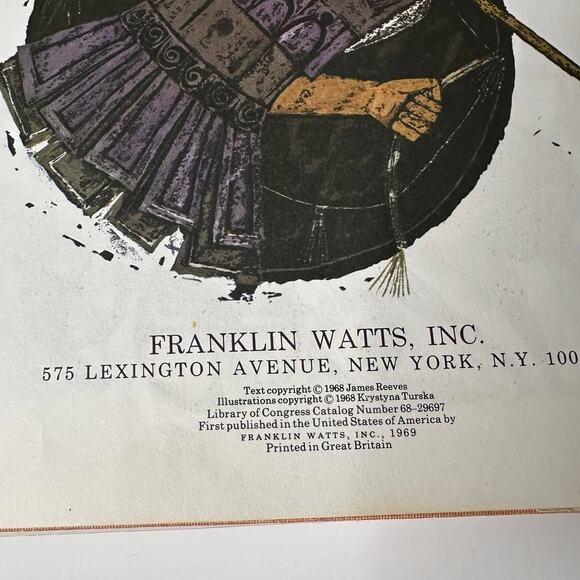 FRANKLIN WATTS, INC.
575 LEXINGTON AVENUE, NEW YORK, N.Y. 100
Text copyright © 1968 James Reeves
Illustrations copyright © 1968 Krystyna Turska
Library of Congress Catalog Number 68-29697
First published in the United States of America by
FRANKLIN WATTS, INC., 1969
Printed in Great Britain